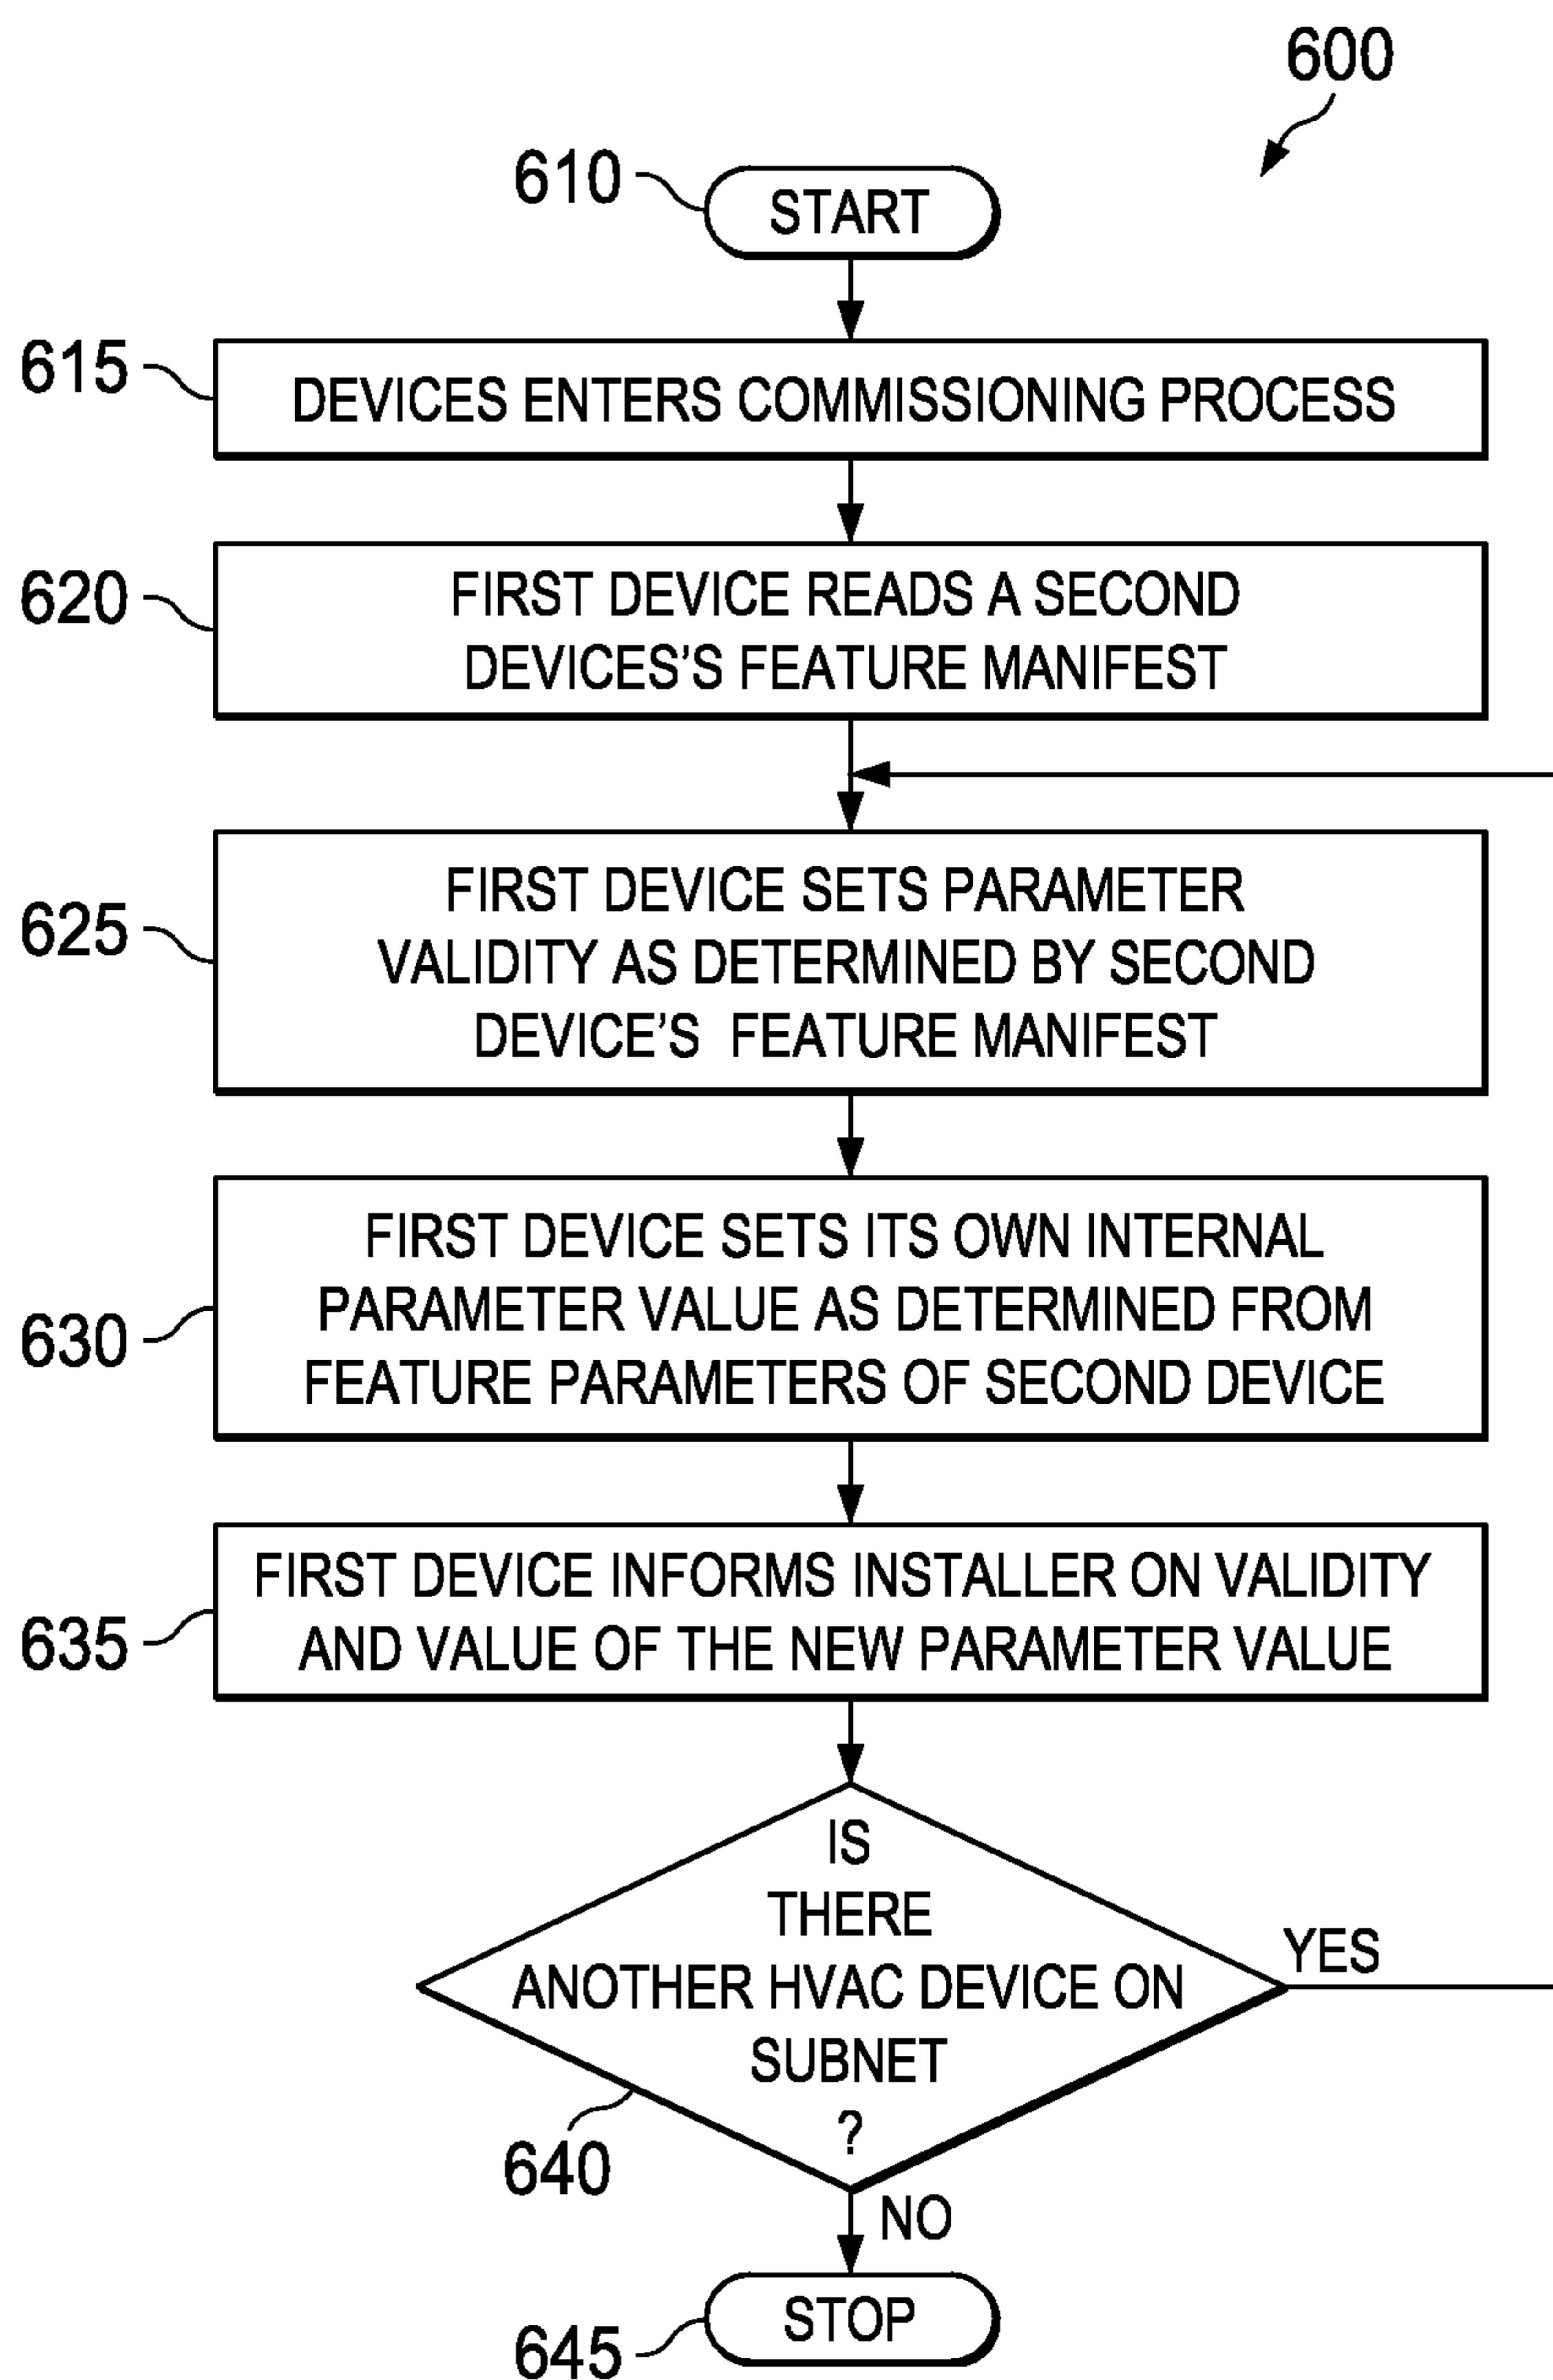 600
610
START
615
DEVICES ENTERS COMMISSIONING PROCESS
620
FIRST DEVICE READS A SECOND
DEVICES'S FEATURE MANIFEST
625
FIRST DEVICE SETS PARAMETER
VALIDITY AS DETERMINED BY SECOND
DEVICE'S FEATURE MANIFEST
630
FIRST DEVICE SETS ITS OWN INTERNAL
PARAMETER VALUE AS DETERMINED FROM
FEATURE PARAMETERS OF SECOND DEVICE
635
FIRST DEVICE INFORMS INSTALLER ON VALIDITY
AND VALUE OF THE NEW PARAMETER VALUE
IS
THERE
ANOTHER HVAC DEVICE ON
SUBNET
?
YES
640
NO
STOP
645